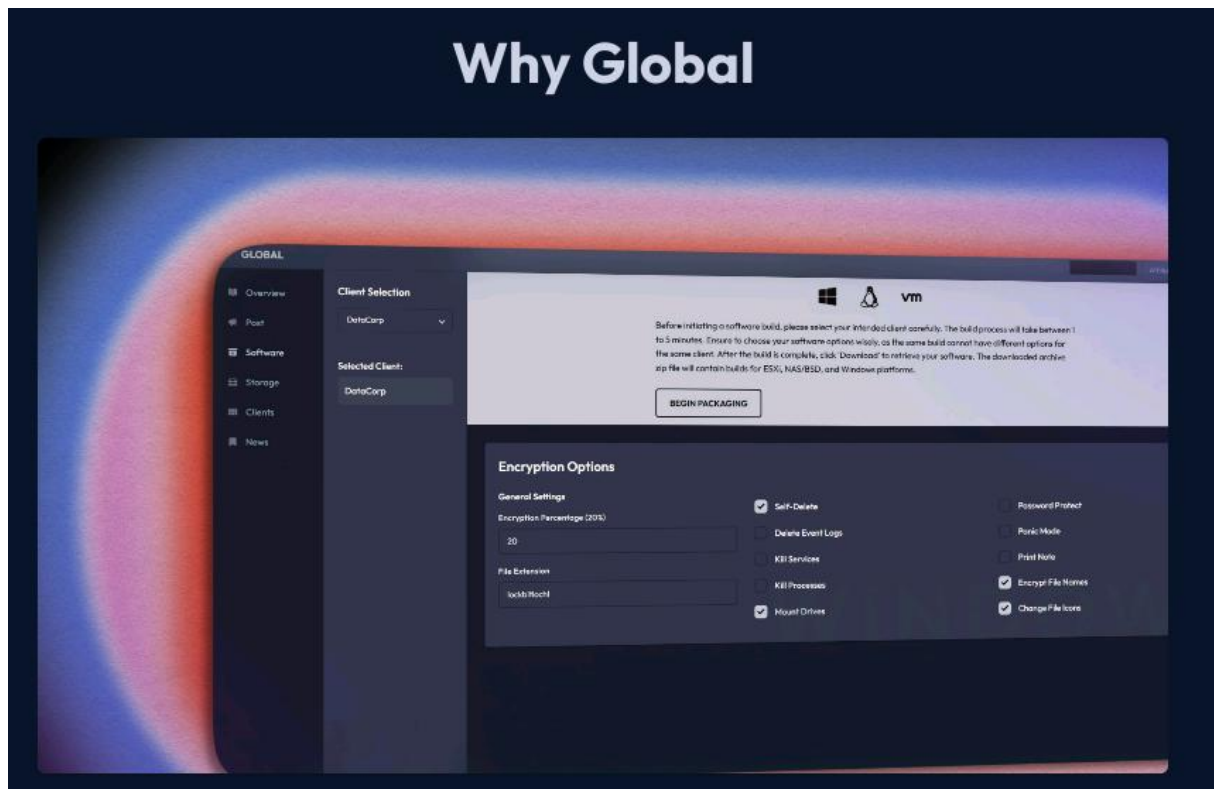 Why Global
GLOBAL
Overview
Post
Software
Storage
Clients
News
Client Selection
DataCorp
Selected Client:
DataCorp
vm
Before initiating a software build, please select your intended client carefully. The build process will take between 1
to 5 minutes. Ensure to choose your software options wisely, as the same build cannot have different options for
the same client. After the build is complete, click 'Download' to retrieve your software. The downloaded archive
zip file will contain builds for ESXi, NAS/BSD, and Windows platforms.
BEGIN PACKAGING
Encryption Options
General Settings
Encryption Percentage (20%)
20
File Extension
Self-Delete
Delete Event Logs
Kill Services
Kill Processes
Mount Drives
Password Protect
Panic Mode
Print Note
Encrypt File Names
Change File Icons